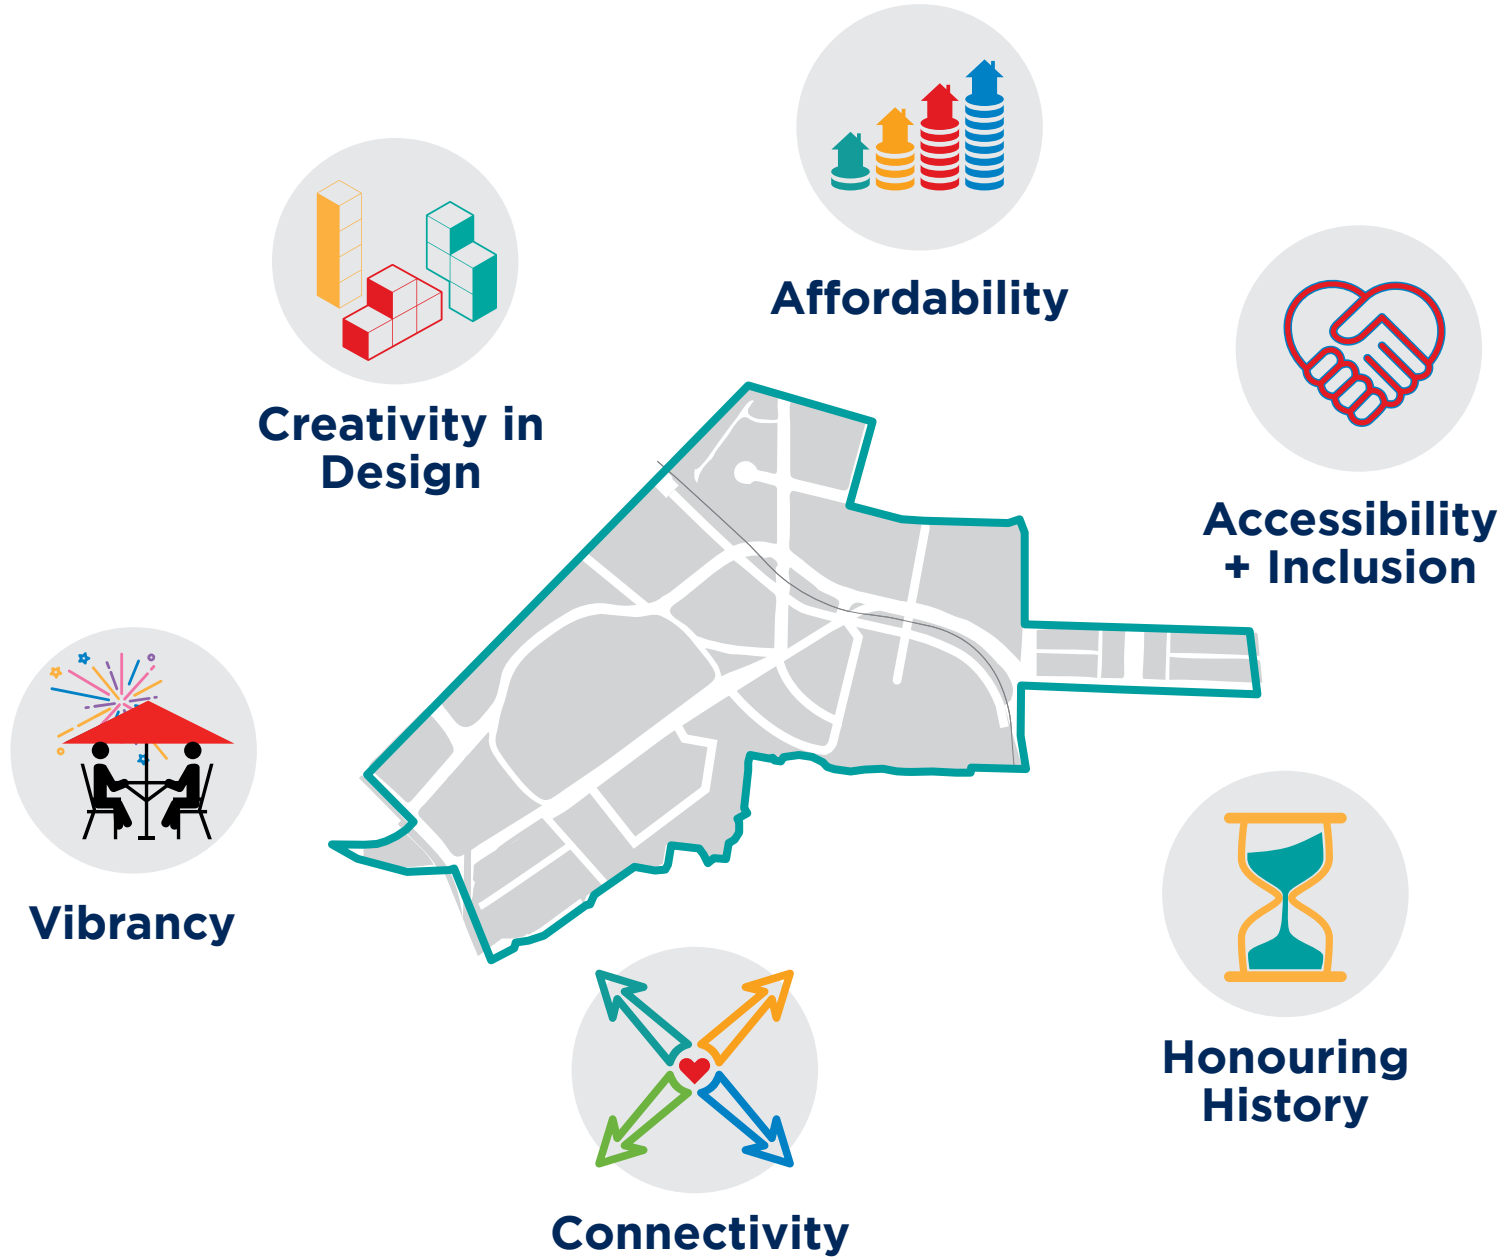 Affordability
Creativity in
Design
Accessibility
+ Inclusion
Vibrancy
Honouring
History
Connectivity